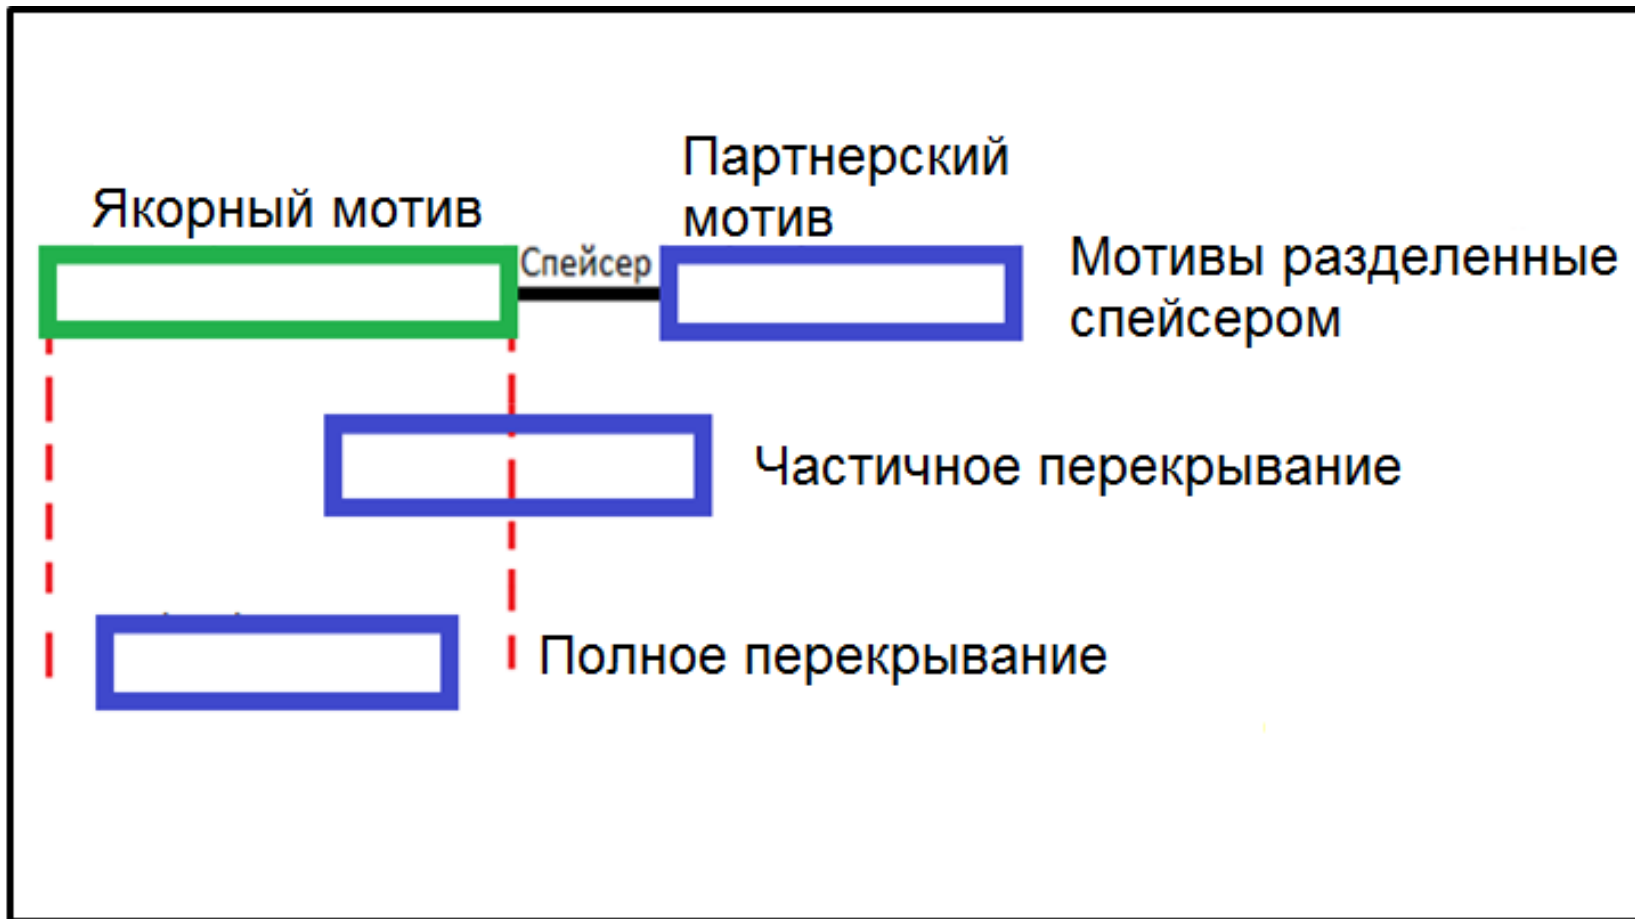 Якорный мотив
Партнерский
мотив
Спейсер
Мотивы разделенные
спейсером
Частичное перекрывание
Полное перекрывание